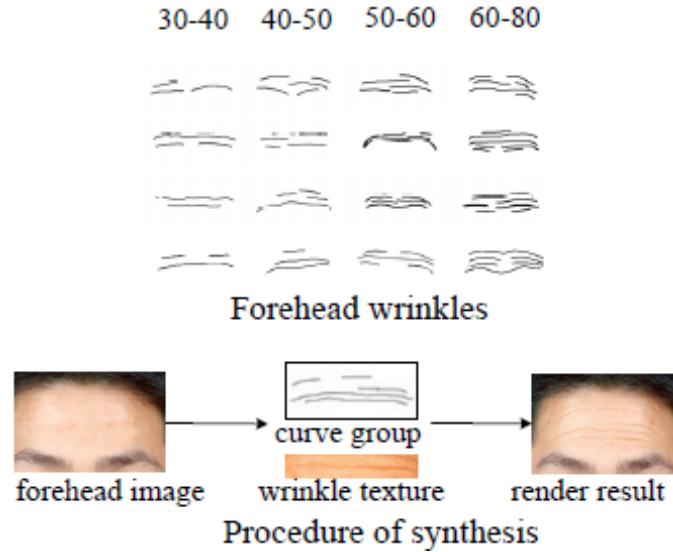 30-40 40-50 50-60 60-80
Forehead wrinkles
curve group
forehead image wrinkle texture render result
Procedure of synthesis